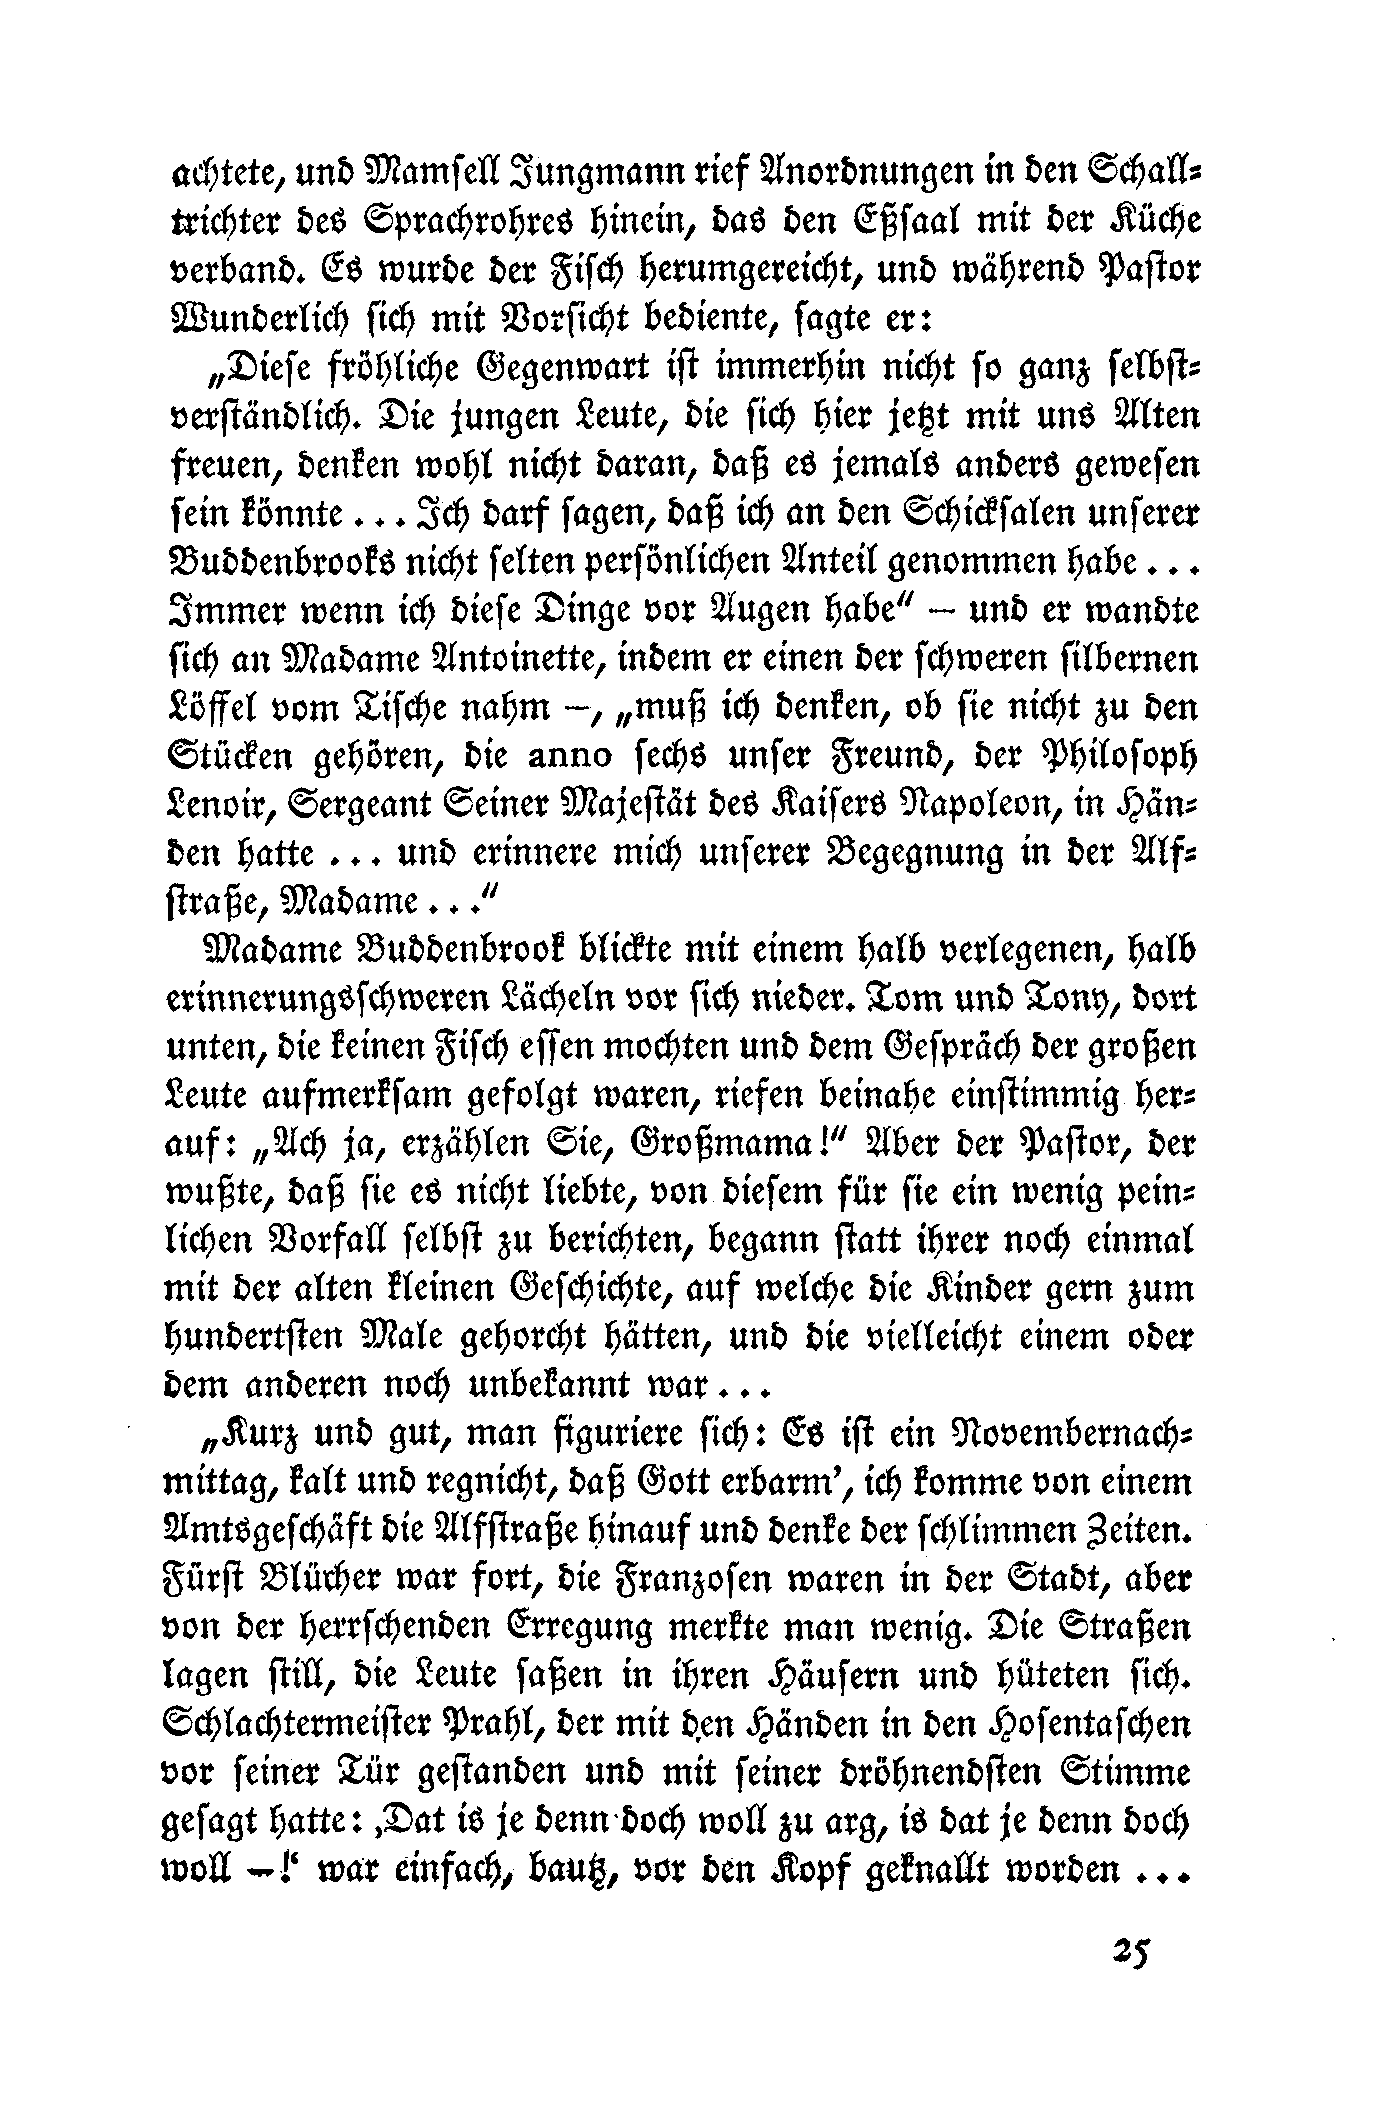 achtete, und Mamsell Jungmann rief Anordnungen in den Schall-
trichter des Sprachrohres hinein, das den Eßsaal mit der Küche
verband. Es wurde der Fisch herumgereicht, und während Pastor
Wunderlich sich mit Vorsicht bediente, sagte er:
„Diese fröhliche Gegenwart ist immerhin nicht so ganz selbst-
verständlich. Die jungen Leute, die sich hier jetzt mit uns Alten
freuen, denken wohl nicht daran, daß es jemals anders gewesen
sein könnte ... Ich darf sagen, daß ich an den Schicksalen unserer
Buddenbrooks nicht selten persönlichen Anteil genommen habe ...
Immer wenn ich diese Dinge vor Augen habe“ – und er wandte
sich an Madame Antoinette, indem er einen der schweren silbernen
Löffel vom Tische nahm –, „muß ich denken, ob sie nicht zu den
Stücken gehören, die anno sechs unser Freund, der Philosoph
Lenoir, Sergeant Seiner Majestät des Kaisers Napoleon, in Hän-
den hatte ... und erinnere mich unserer Begegnung in der Alf-
straße, Madame ...“
Madame Buddenbrook blickte mit einem halb verlegenen, halb
erinnerungsschweren Lächeln vor sich nieder. Tom und Tony, dort
unten, die keinen Fisch essen mochten und dem Gespräch der großen
Leute aufmerksam gefolgt waren, riefen beinahe einstimmig her-
auf: „Ach ja, erzählen Sie, Großmama!“ Aber der Pastor, der
wußte, daß sie es nicht liebte, von diesem für sie ein wenig pein-
lichen Vorfall selbst zu berichten, begann statt ihrer noch einmal
mit der alten kleinen Geschichte, auf welche die Kinder gern zum
hundertsten Male gehorcht hätten, und die vielleicht einem oder
dem anderen noch unbekannt war ...
„Kurz und gut, man figuriere sich: Es ist ein Novembernach-
mittag, kalt und regnicht, daß Gott erbarm’, ich komme von einem
Amtsgeschäft die Alfstraße hinauf und denke der schlimmen Zeiten.
Fürst Blücher war fort, die Franzosen waren in der Stadt, aber
von der herrschenden Erregung merkte man wenig. Die Straßen
lagen still, die Leute saßen in ihren Häusern und hüteten sich.
Schlachtermeister Prahl, der mit den Händen in den Hosentaschen
vor seiner Tür gestanden und mit seiner dröhnendsten Stimme
gesagt hatte: ‚Dat is je denn doch woll zu arg, is dat je denn doch
woll –!‘ war einfach, bautz, vor den Kopf geknallt worden ...
25